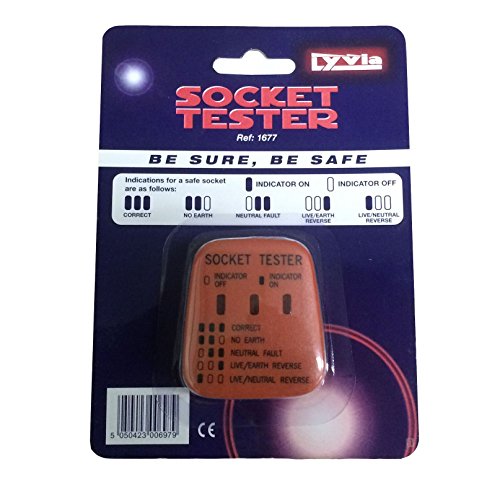 Lyvia
SOCKET
TESTER
Ref: 1677
BE SURE, BE SAFE
Indications for a safe socket
are as follows:
INDICATOR ON
INDICATOR OFF
CORRECT
NO EARTH
NEUTRAL FAULT
LIVE/EARTH
REVERSE
LIVE/NEUTRAL
REVERSE
SOCKET TESTER
INDICATOR
OFF
INDICATOR
ON
CORRECT
NO EARTH
NEUTRAL FAULT
LIVE/EARTH REVERSE
LIVE/NEUTRAL REVERSE
5 050423 006979
CE